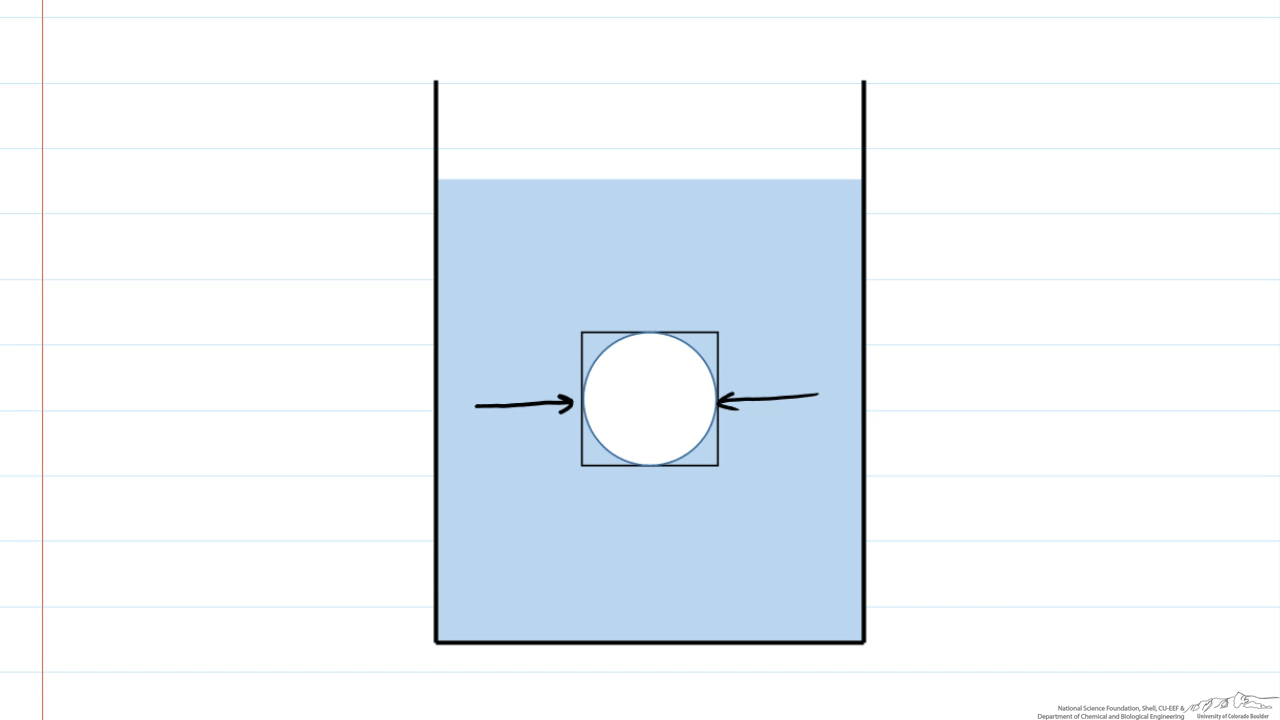 National Science Foundation, Shell, CU-EEF &
Department of Chemical and Biological Engineering
University of Colorado Boulder